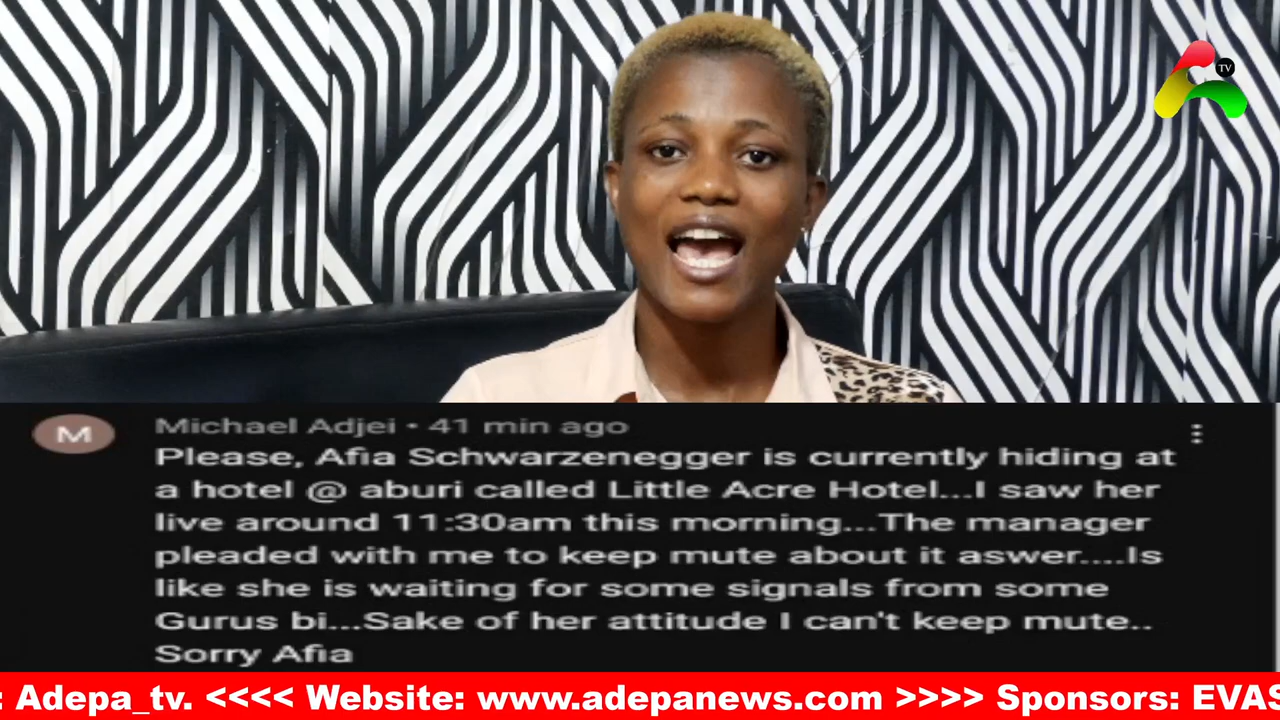 TV
M
Michael Adjei • 41 min ago
Please, Afia Schwarzenegger is currently hiding at
a hotel @ aburi called Little Acre Hotel...I saw her
live around 11:30am this morning...The manager
pleaded with me to keep mute about it aswer....Is
like she is waiting for some signals from some
Gurus bi...Sake of her attitude I can't keep mute..
Sorry Afia
: Adepa_tv. <<<< Website: www.adepanews.com >>>> Sponsors: EVAS